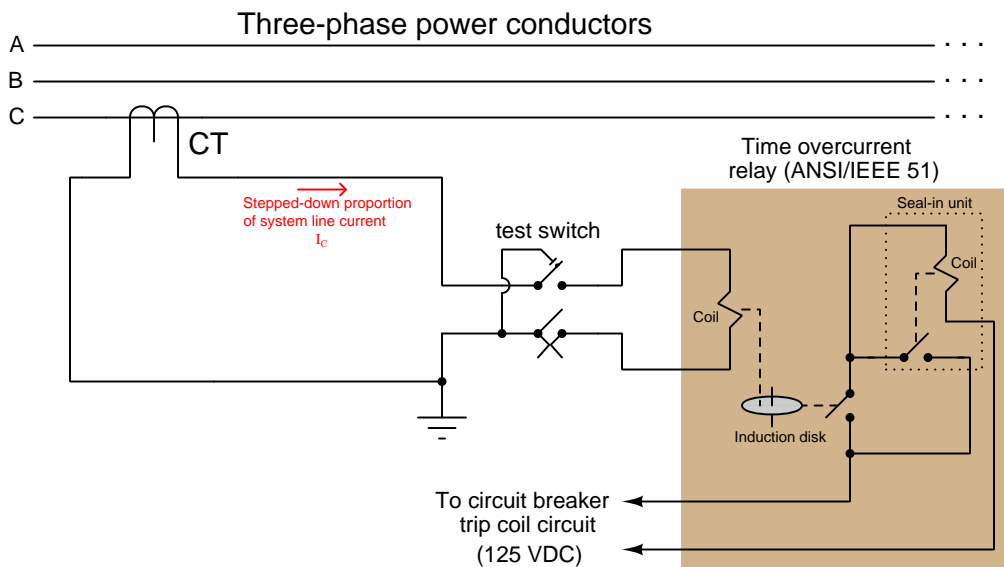 Three-phase power conductors
A
B
C
. . .
. . .
. . .
CT
Stepped-down proportion
of system line current
I_C
test switch
Time overcurrent
relay (ANSI/IEEE 51)
Seal-in unit
Coil
Coil
Induction disk
To circuit breaker
trip coil circuit
(125 VDC)